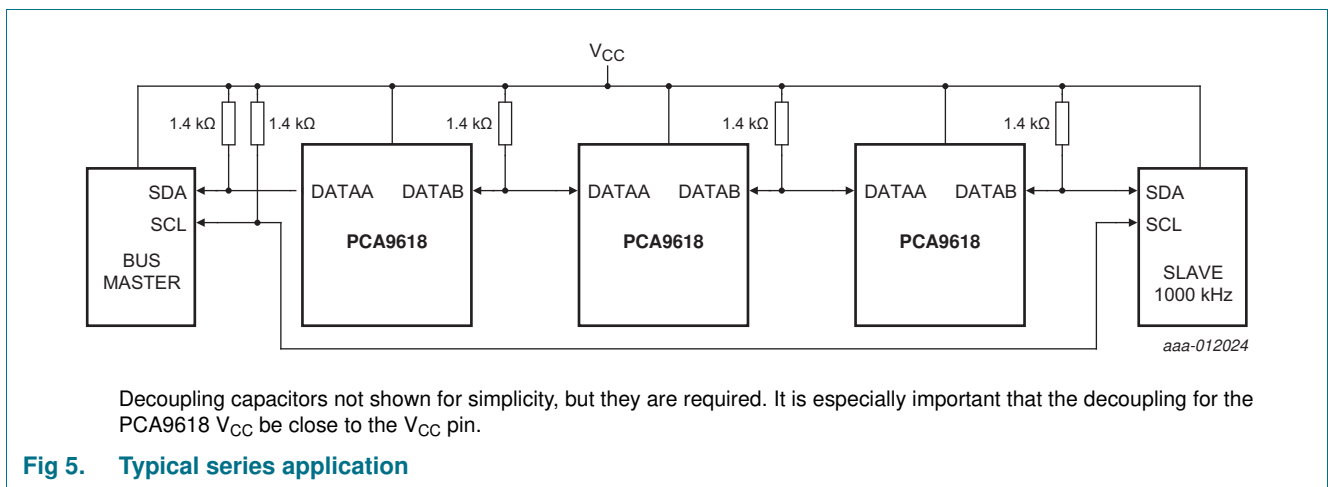 VCC
1.4 kΩ
1.4 kΩ
1.4 kΩ
1.4 kΩ
1.4 kΩ
SDA
SCL
BUS
MASTER
DATAA
DATAB
PCA9618
DATAA
DATAB
PCA9618
DATAA
DATAB
PCA9618
SDA
SCL
SLAVE
1000 kHz
aaa-012024
Decoupling capacitors not shown for simplicity, but they are required. It is especially important that the decoupling for the
PCA9618 VCC be close to the VCC pin.
Fig 5. Typical series application